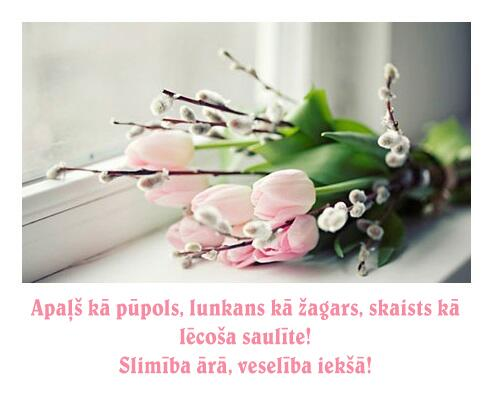 Apaļš kā pūpols, lunkans kā žagars, skaists kā
lēcoša saulīte!
Slimība ārā, veselība iekšā!